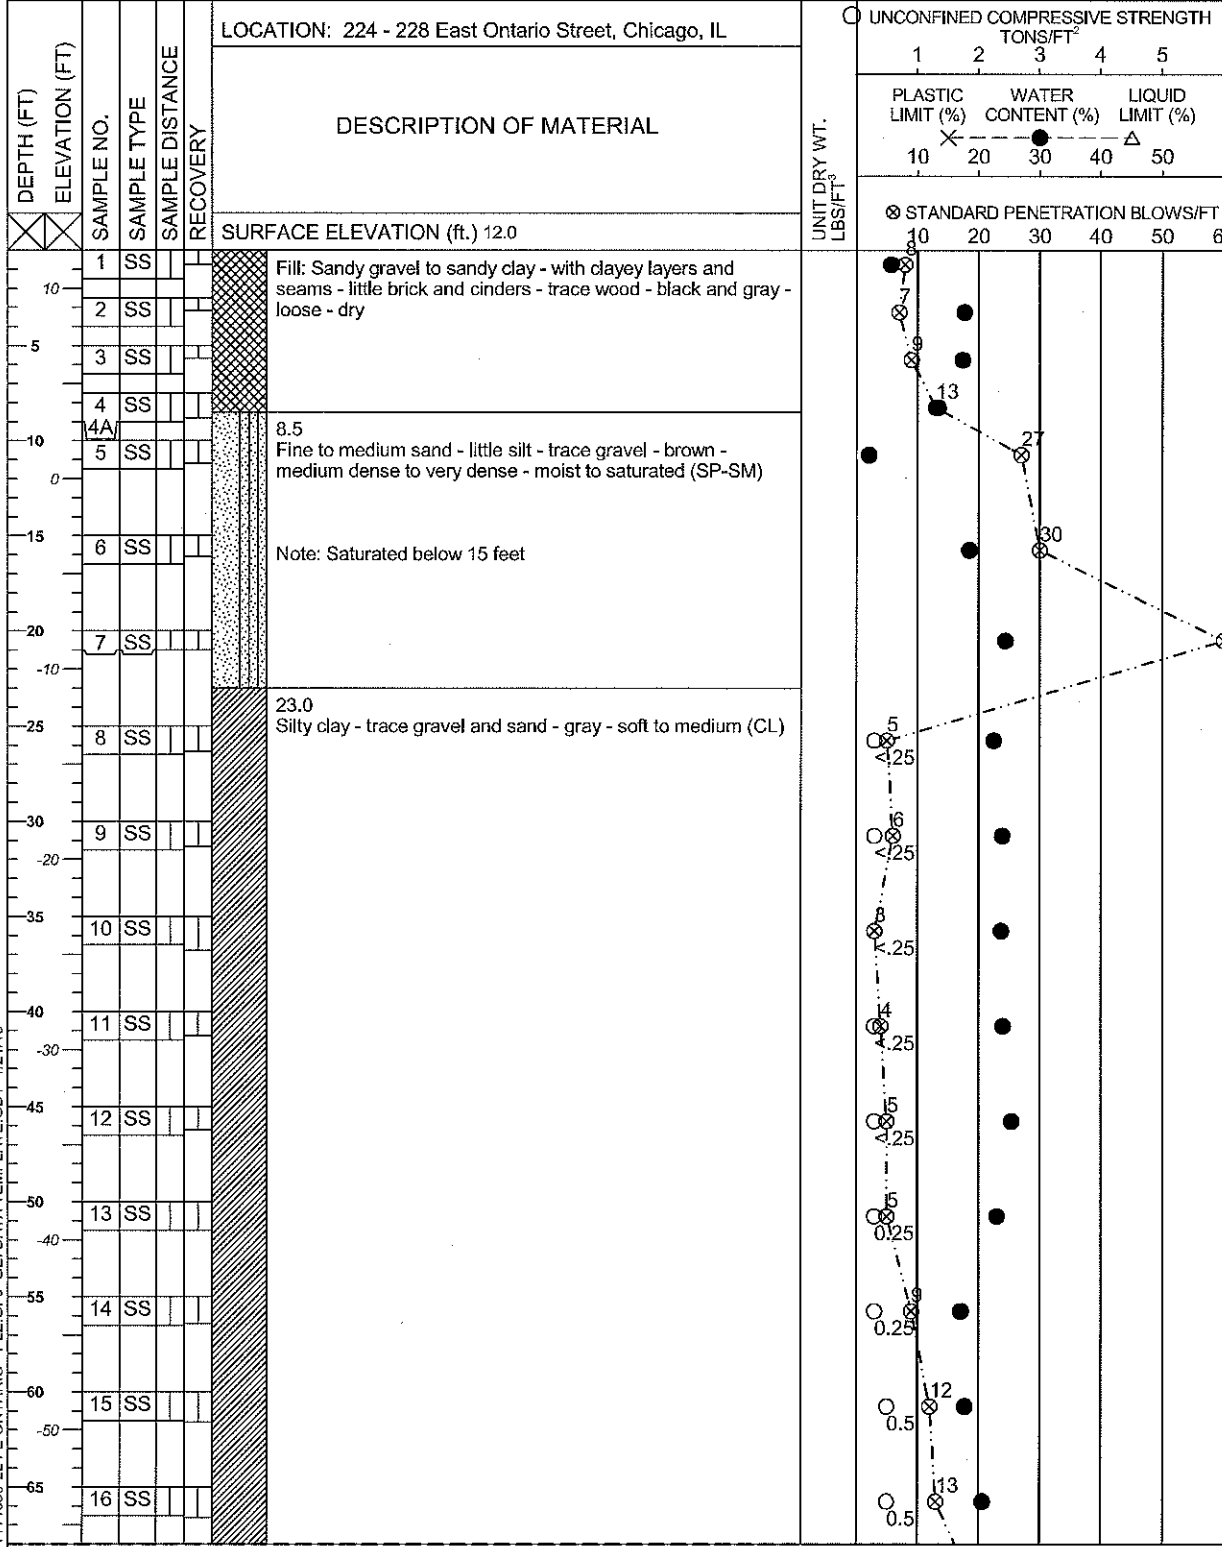 LOCATION: 224 - 228 East Ontario Street, Chicago, IL
UNCONFINED COMPRESSIVE STRENGTH
TONS/FT²
1 2 3 4 5
DEPTH (FT)
ELEVATION (FT)
SAMPLE NO.
SAMPLE TYPE
SAMPLE DISTANCE
RECOVERY
DESCRIPTION OF MATERIAL
UNIT DRY WT.
LBS/FT³
PLASTIC LIMIT (%)
WATER CONTENT (%)
LIQUID LIMIT (%)
10 20 30 40 50
STANDARD PENETRATION BLOWS/FT
10 20 30 40 50
SURFACE ELEVATION (ft.) 12.0
1 SS 8
Fill: Sandy gravel to sandy clay - with clayey layers and
seams - little brick and cinders - trace wood - black and gray -
loose - dry
10
2 SS 7
5
3 SS 9
4 SS 13
4A
8.5
Fine to medium sand - little silt - trace gravel - brown -
medium dense to very dense - moist to saturated (SP-SM)
10
5 SS 27
0
15
6 SS 30
Note: Saturated below 15 feet
20
7 SS
-10
23.0
Silty clay - trace gravel and sand - gray - soft to medium (CL)
25
8 SS 5
<.25
30
9 SS 6
<.25
-20
35
10 SS 3
<.25
40
11 SS 4
<.25
-30
45
12 SS 5
<.25
50
13 SS 5
0.25
-40
55
14 SS 9
0.25
60
15 SS 12
0.5
-50
65
16 SS 13
0.5